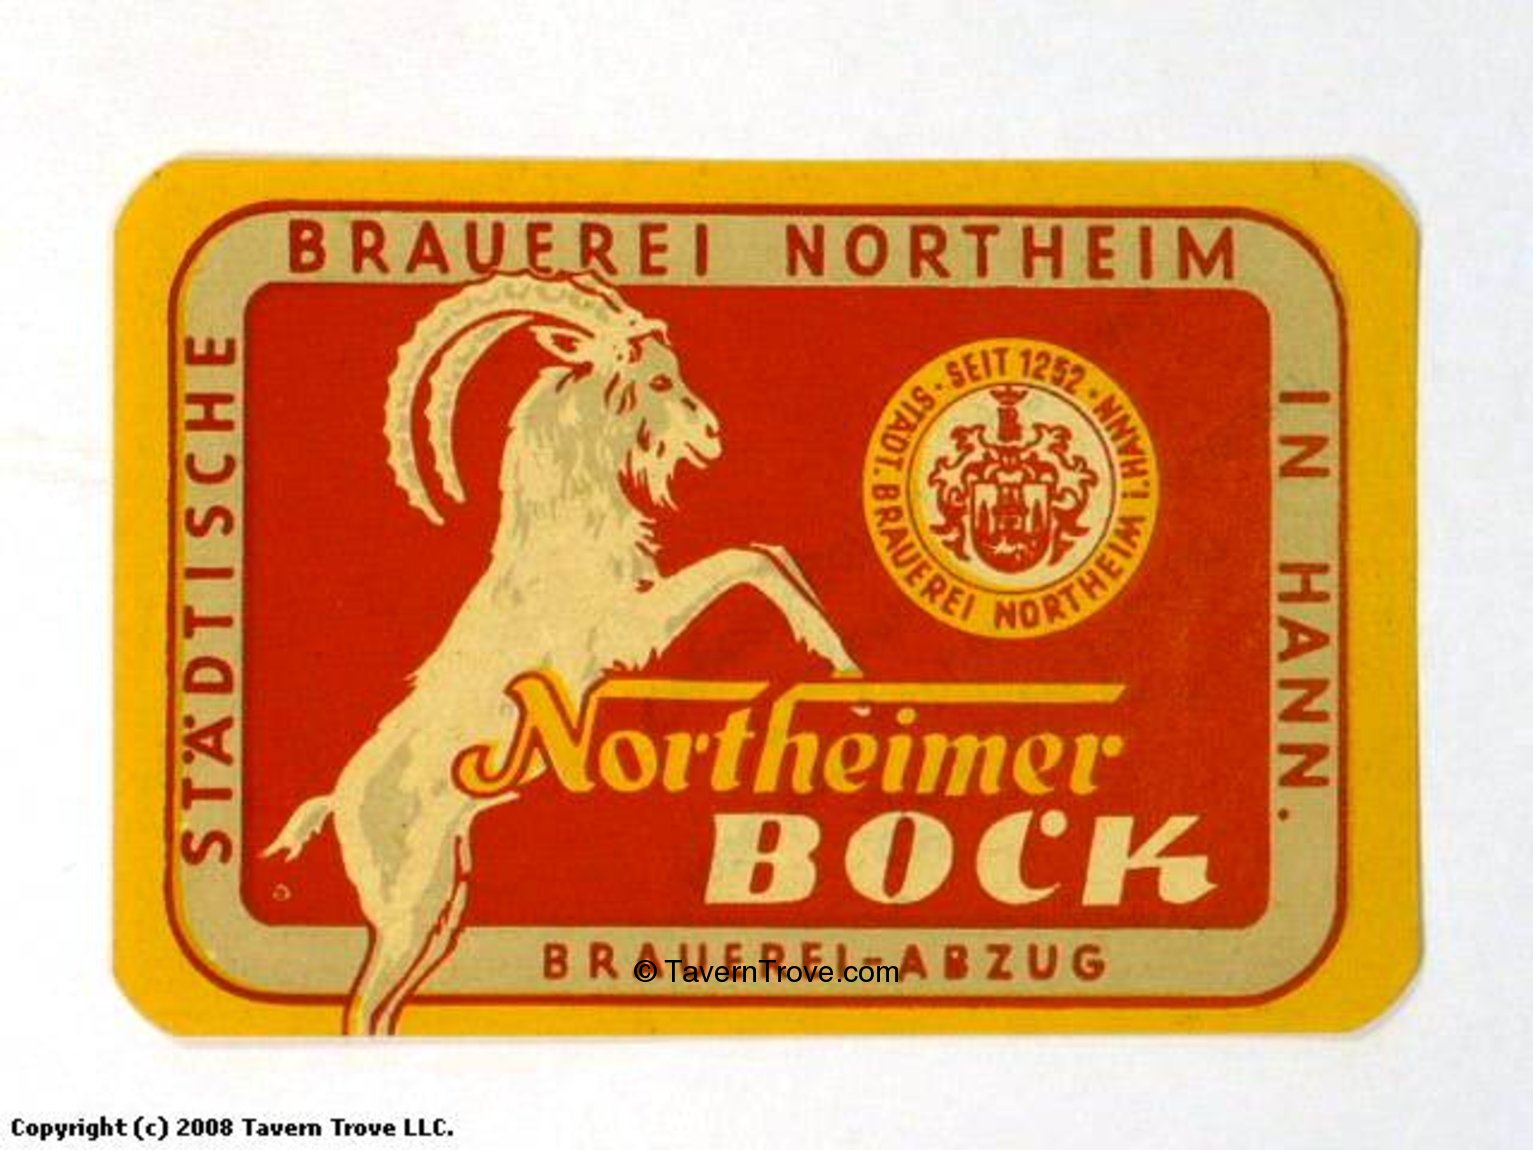 STÄDTISCHE
BRAUEREI NORTHEIM
IN HANN.
· SEIT 1252 ·
STÄDT. BRAUEREI NORTHEIM I.HANN.
Northeimer
BOCK
BRAUEREI-ABZUG
© TavernTrove.com
Copyright (c) 2008 Tavern Trove LLC.